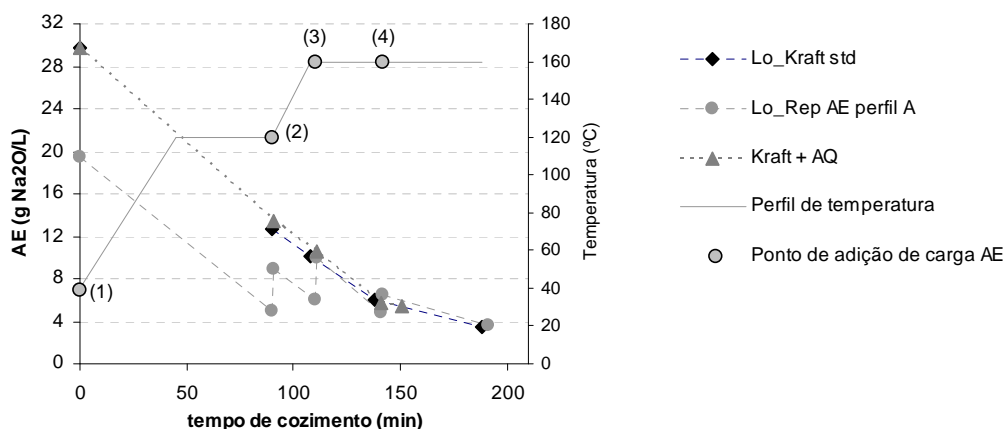 32
28
24
20
16
12
8
4
0
AE (g Na2O/L)
0 50 100 150 200
tempo de cozimento (min)
180
160
140
120
100
80
60
40
20
0
Temperatura (ºC)
(1)
(2)
(3)
(4)
Lo_Kraft std
Lo_Rep AE perfil A
Kraft + AQ
Perfil de temperatura
Ponto de adição de carga AE